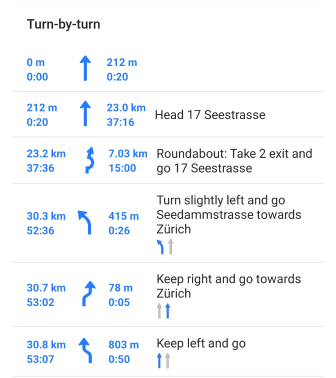 Turn-by-turn
0 m 212 m
0:00 0:20
212 m 23.0 km Head 17 Seestrasse
0:20 37:16
23.2 km 7.03 km Roundabout: Take 2 exit and
37:36 15:00 go 17 Seestrasse
Turn slightly left and go
30.3 km 415 m Seedammstrasse towards
52:36 0:26 Zürich
30.7 km 78 m Keep right and go towards
53:02 0:05 Zürich
30.8 km 803 m Keep left and go
53:07 0:50